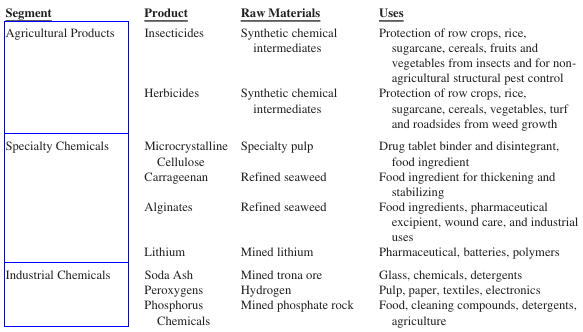 Segment Product Raw Materials Uses
Agricultural Products Insecticides Synthetic chemical Protection of row crops, rice,
intermediates sugarcane, cereals, fruits and
vegetables from insects and for non-
agricultural structural pest control
Herbicides Synthetic chemical Protection of row crops, rice,
intermediates sugarcane, cereals, vegetables, turf
and roadsides from weed growth
Specialty Chemicals Microcrystalline Specialty pulp Drug tablet binder and disintegrant,
Cellulose food ingredient
Carrageenan Refined seaweed Food ingredient for thickening and
stabilizing
Alginates Refined seaweed Food ingredients, pharmaceutical
excipient, wound care, and industrial
uses
Lithium Mined lithium Pharmaceutical, batteries, polymers
Industrial Chemicals Soda Ash Mined trona ore Glass, chemicals, detergents
Peroxygens Hydrogen Pulp, paper, textiles, electronics
Phosphorus Mined phosphate rock Food, cleaning compounds, detergents,
Chemicals agriculture